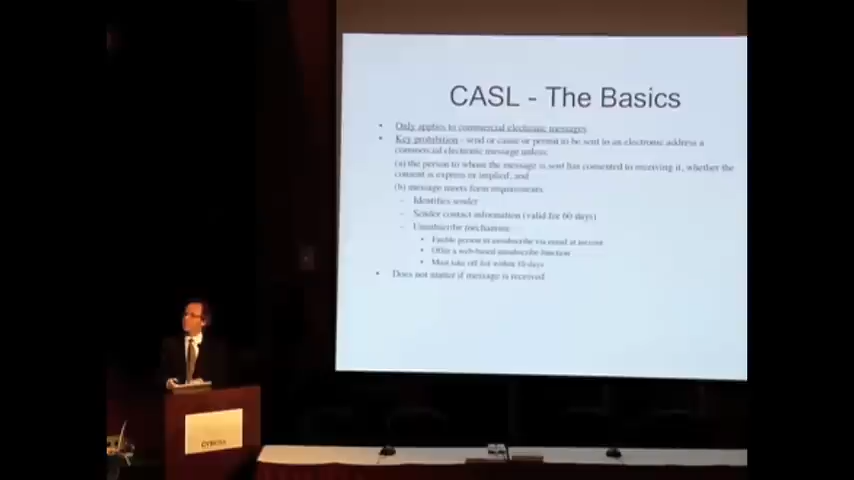 CASL - The Basics
• Only applies to commercial electronic messages
• Key prohibition - send or cause or permit to be sent to an electronic address a
commercial electronic message unless:
(a) the person to whom the message is sent has consented to receiving it, whether the
consent is express or implied, and
(b) message meets form requirements
– Identifies sender
– Sender contact information (valid for 60 days)
– Unsubscribe mechanism
• Enable person to unsubscribe via email at
• Offer a web-based unsubscribe function
• Must take off list within 10 days
• Does not matter if message is received